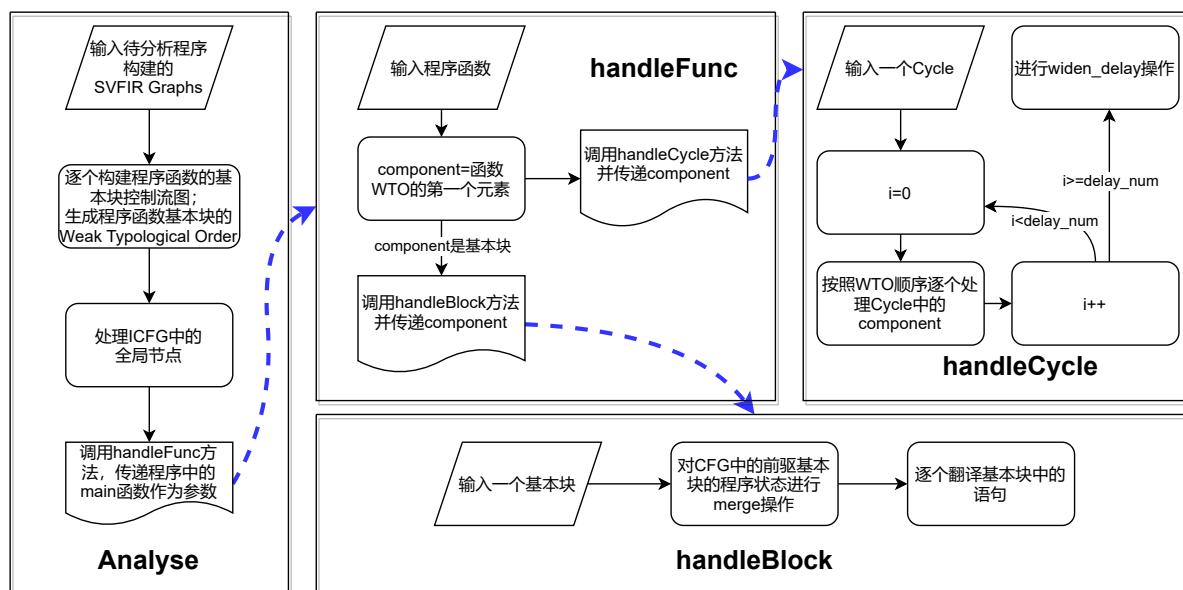 输入待分析程序
构建的
SVFIR Graphs
逐个构建程序函数的基
本块控制流图；
生成程序函数基本块的
Weak Typological Order
处理ICFG中的
全局节点
调用handleFunc方
法，传递程序中的
main函数作为参数
Analyse
输入程序函数
handleFunc
component=函数
WTO的第一个元素
调用handleCycle方法
并传递component
component是基本块
调用handleBlock方法
并传递component
输入一个Cycle
进行widen_delay操作
i=0
i>=delay_num
i<delay_num
按照WTO顺序逐个处
理Cycle中的
component
i++
handleCycle
输入一个基本块
对CFG中的前驱基本
块的程序状态进行
merge操作
逐个翻译基本块中的
语句
handleBlock